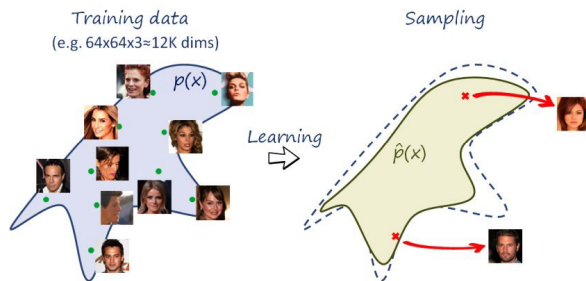 Training data
(e.g. 64x64x3≈12K dims)
p(x)
Learning
Sampling
p̂(x)